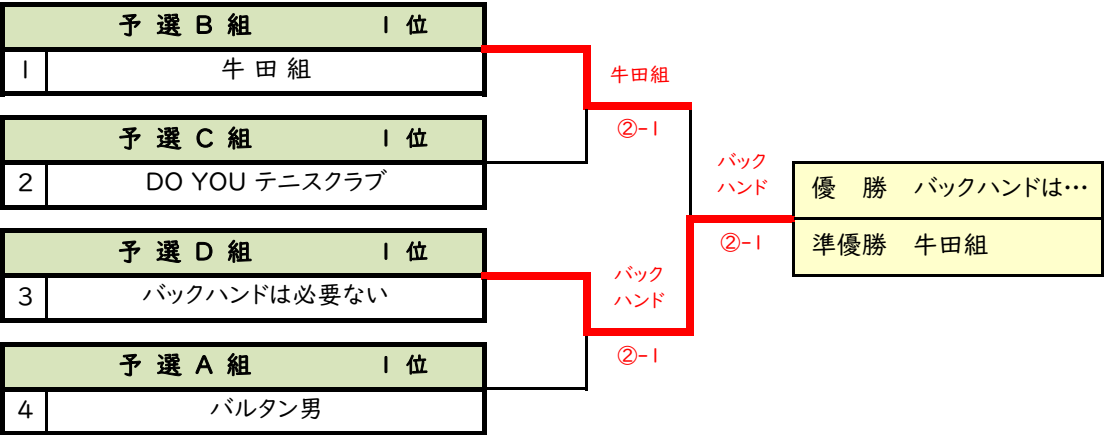 予 選 B 組 1 位
1 牛 田 組
予 選 C 組 1 位
2 DO YOU テニスクラブ
予 選 D 組 1 位
3 バックハンドは必要ない
予 選 A 組 1 位
4 バルタン男
牛田組
②-1
バック
ハンド
②-1
バック
ハンド
②-1
優 勝 バックハンドは…
準優勝 牛田組